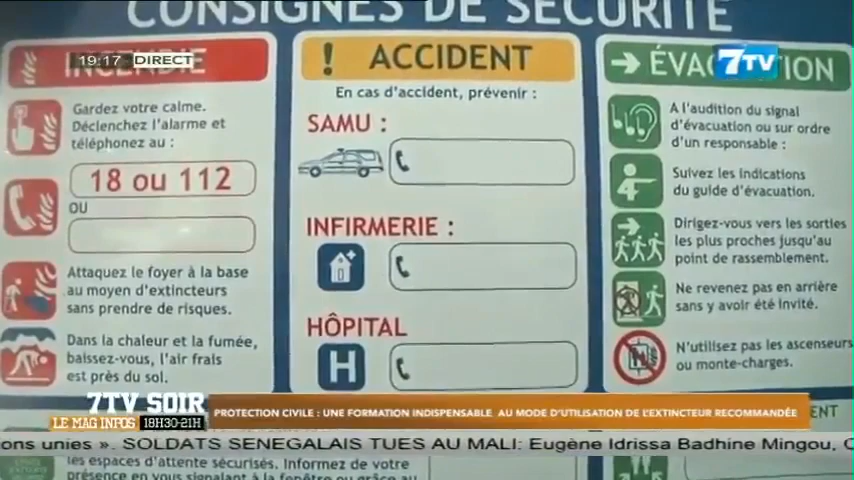 CONSIGNES DE SÉCURITÉ
19:17 DIRECT
7TV
INCENDIE
Gardez votre calme.
Déclenchez l'alarme et
téléphonez au :
18 ou 112
OU
Attaquez le foyer à la base
au moyen d'extincteurs
sans prendre de risques.
Dans la chaleur et la fumée,
baissez-vous, l'air frais
est près du sol.
! ACCIDENT
En cas d'accident, prévenir :
SAMU :
INFIRMERIE :
HÔPITAL
H
ÉVACUATION
A l'audition du signal
d'évacuation ou sur ordre
d'un responsable :
Suivez les indications
du guide d'évacuation.
Dirigez-vous vers les sorties
les plus proches jusqu'au
point de rassemblement.
Ne revenez pas en arrière
sans y avoir été invité.
N'utilisez pas les ascenseurs
ou monte-charges.
7TV SOIR
LE MAG INFOS 18H30-21H
PROTECTION CIVILE : UNE FORMATION INDISPENSABLE AU MODE D'UTILISATION DE L'EXTINCTEUR RECOMMANDÉE
ENT
ons unies ». SOLDATS SENEGALAIS TUES AU MALI: Eugène Idrissa Badhine Mingou, C
les espaces d'attente sécurisés. Informez de votre
présence en vous signalant à la fenêtre ou grâce au